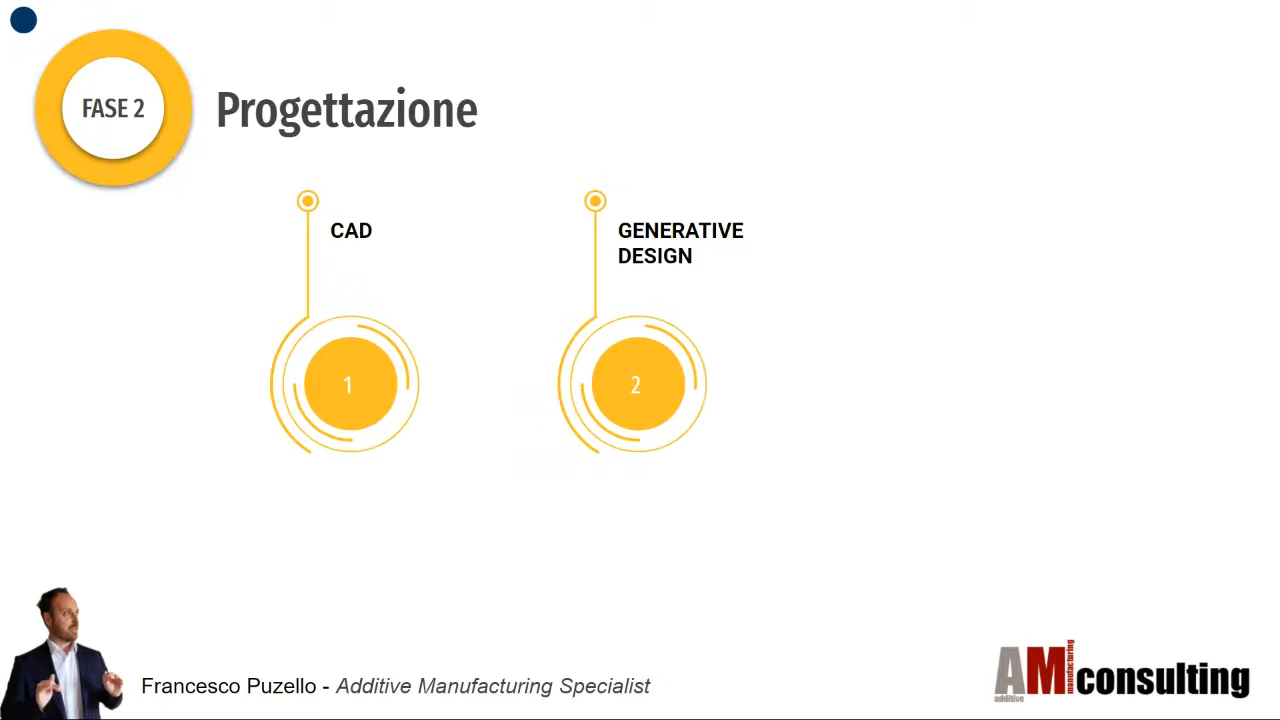 FASE 2
Progettazione
CAD
GENERATIVE
DESIGN
1
2
Francesco Puzello - Additive Manufacturing Specialist
AM consulting
additive
manufacturing